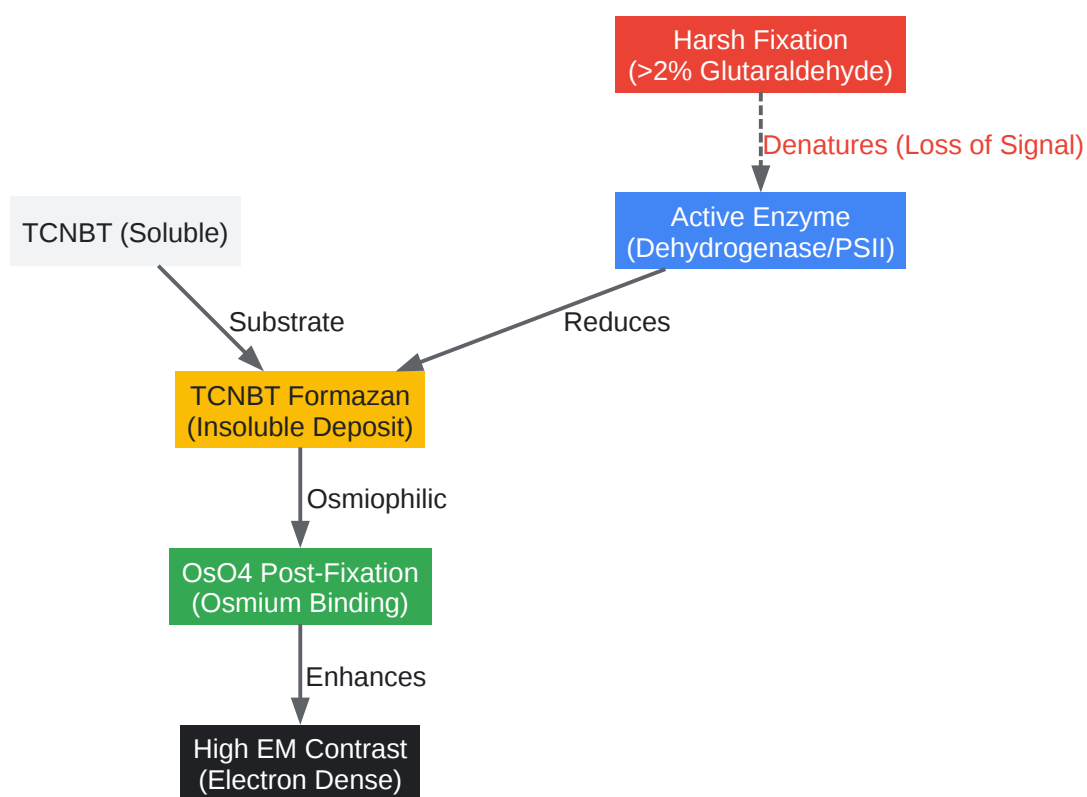 Harsh Fixation
(>2% Glutaraldehyde)
Denatures (Loss of Signal)
TCNBT (Soluble)
Active Enzyme
(Dehydrogenase/PSII)
Substrate
Reduces
TCNBT Formazan
(Insoluble Deposit)
Osmiophilic
OsO4 Post-Fixation
(Osmium Binding)
Enhances
High EM Contrast
(Electron Dense)